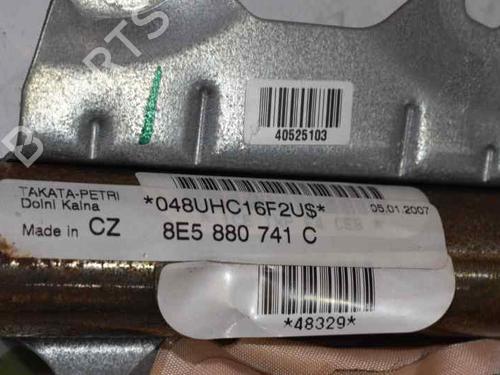 40525103
TAKATA-PETRI
Dolni Kalna
*048UHC16F2U$*
05.01.2007
Made in CZ
8E5 880 741 C
*48329*